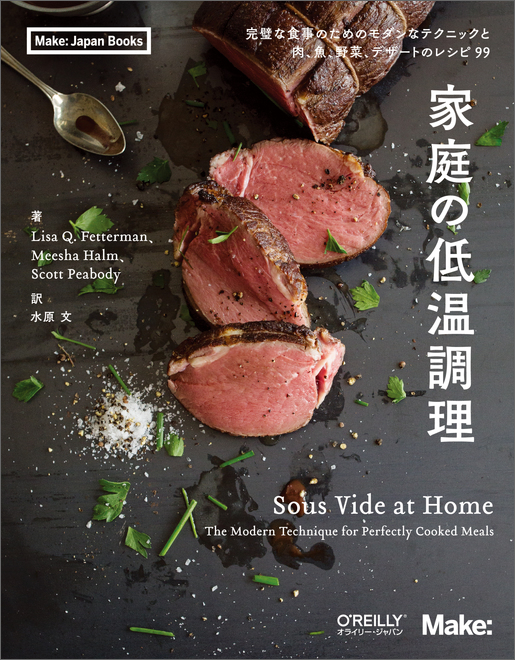 Make: Japan Books
完璧な食事のためのモダンなテクニックと
肉、魚、野菜、デザートのレシピ 99
家庭の低温調理
著
Lisa Q. Fetterman、
Meesha Halm、
Scott Peabody
訳
水原 文
Sous Vide at Home
The Modern Technique for Perfectly Cooked Meals
O'REILLY®
オライリー・ジャパン
Make: